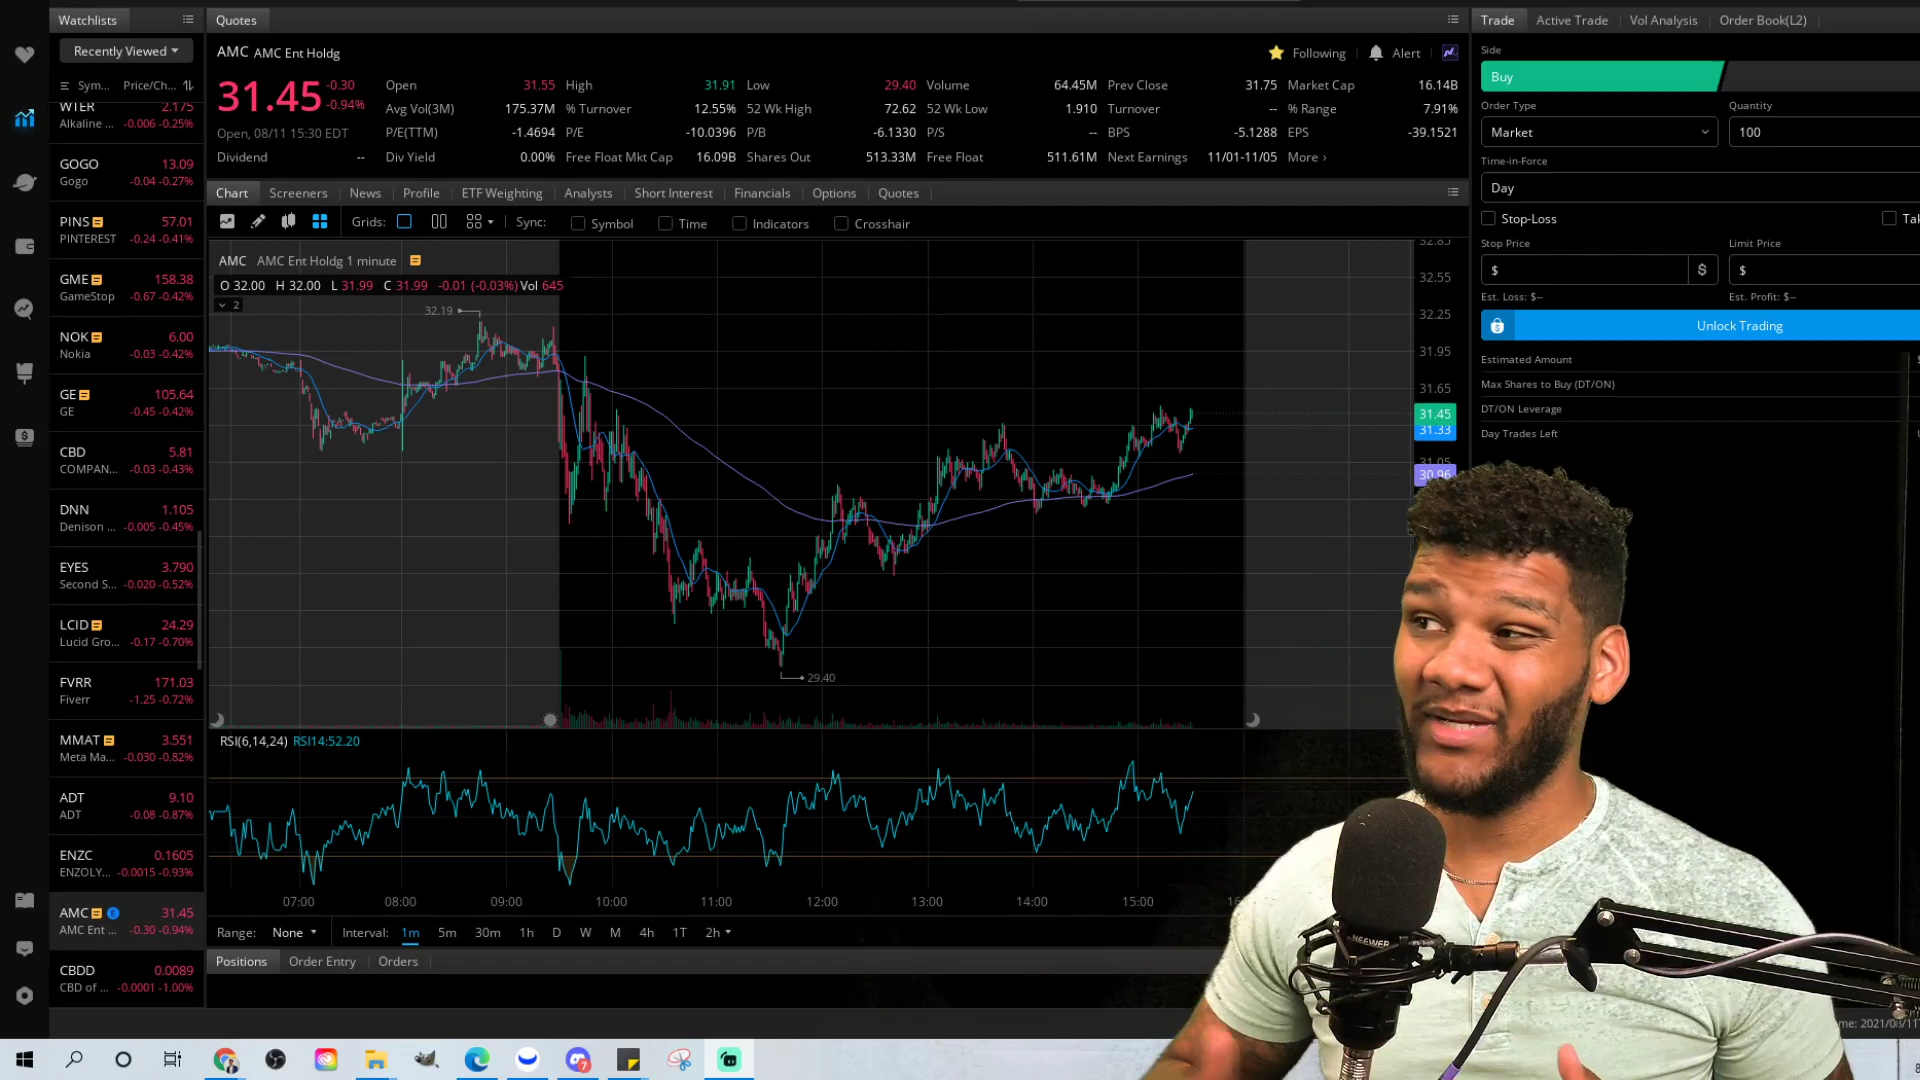 Watchlists
Recently Viewed
Sym... Price/Ch...
WTER 2.175
Alkaline ... -0.006 -0.25%
GOGO 13.09
Gogo -0.04 -0.27%
PINS 57.01
PINTEREST -0.24 -0.41%
GME 158.38
GameStop -0.67 -0.42%
NOK 6.00
Nokia -0.03 -0.42%
GE 105.64
GE -0.45 -0.42%
CBD 5.81
COMPAN... -0.03 -0.43%
DNN 1.105
Denison ... -0.005 -0.45%
EYES 3.790
Second S... -0.020 -0.52%
LCID 24.29
Lucid Gro... -0.17 -0.70%
FVRR 171.03
Fiverr -1.25 -0.72%
MMAT 3.551
Meta Ma... -0.030 -0.82%
ADT 9.10
ADT -0.08 -0.87%
ENZC 0.1605
ENZOLY... -0.0015 -0.93%
AMC E 31.45
AMC Ent ... -0.30 -0.94%
CBDD 0.0089
CBD of ... -0.0001 -1.00%
Quotes
AMC AMC Ent Holdg
Following Alert
31.45 -0.30 -0.94%
Open, 08/11 15:30 EDT
Open 31.55 High 31.91 Low 29.40 Volume 64.45M Prev Close 31.75 Market Cap 16.14B
Avg Vol(3M) 175.37M % Turnover 12.55% 52 Wk High 72.62 52 Wk Low 1.910 Turnover -- % Range 7.91%
P/E(TTM) -1.4694 P/E -10.0396 P/B -6.1330 P/S -- BPS -5.1288 EPS -39.1521
Dividend -- Div Yield 0.00% Free Float Mkt Cap 16.09B Shares Out 513.33M Free Float 511.61M Next Earnings 11/01-11/05 More ›
Chart Screeners News Profile ETF Weighting Analysts Short Interest Financials Options Quotes
Grids: Sync: Symbol Time Indicators Crosshair
AMC AMC Ent Holdg 1 minute
O 32.00 H 32.00 L 31.99 C 31.99 -0.01 (-0.03%) Vol 645
2
32.19
29.40
32.85
32.55
32.25
31.95
31.65
31.45
31.33
31.05
30.96
RSI(6,14,24) RSI14:52.20
07:00 08:00 09:00 10:00 11:00 12:00 13:00 14:00 15:00
Range: None Interval: 1m 5m 30m 1h D W M 4h 1T 2h
Positions Order Entry Orders
Trade Active Trade Vol Analysis Order Book(L2)
Side
Buy
Order Type Quantity
Market 100
Time-in-Force
Day
Stop-Loss
Stop Price Limit Price
$ $ $
Est. Loss: $-- Est. Profit: $--
Unlock Trading
Estimated Amount
Max Shares to Buy (DT/ON)
DT/ON Leverage
Day Trades Left
NEEWER
7